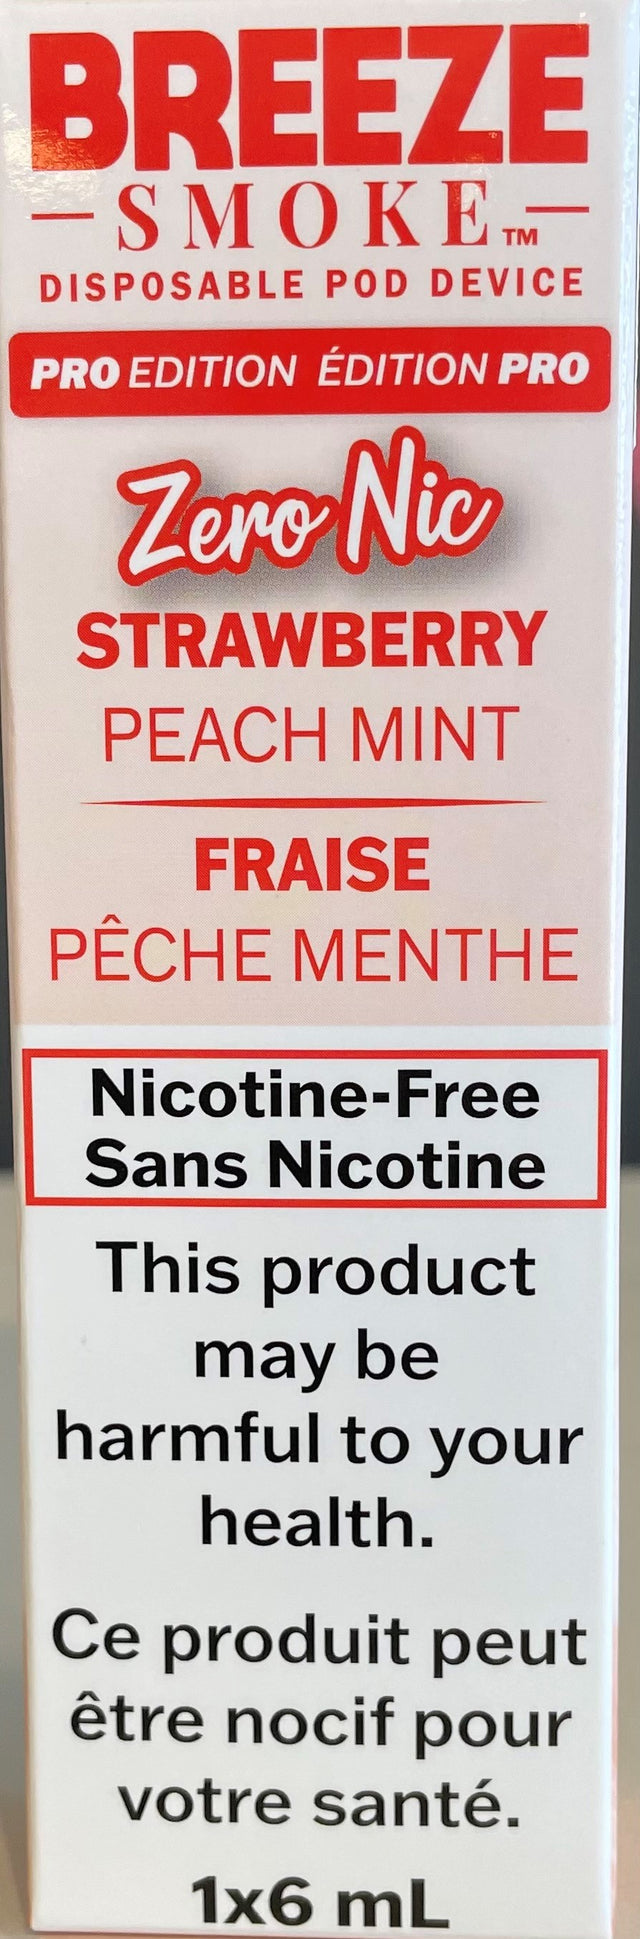 BREEZE
SMOKE™
DISPOSABLE POD DEVICE
PRO EDITION ÉDITION PRO
Zero Nic
STRAWBERRY
PEACH MINT
FRAISE
PÊCHE MENTHE
Nicotine-Free
Sans Nicotine
This product
may be
harmful to your
health.
Ce produit peut
être nocif pour
votre santé.
1x6 mL